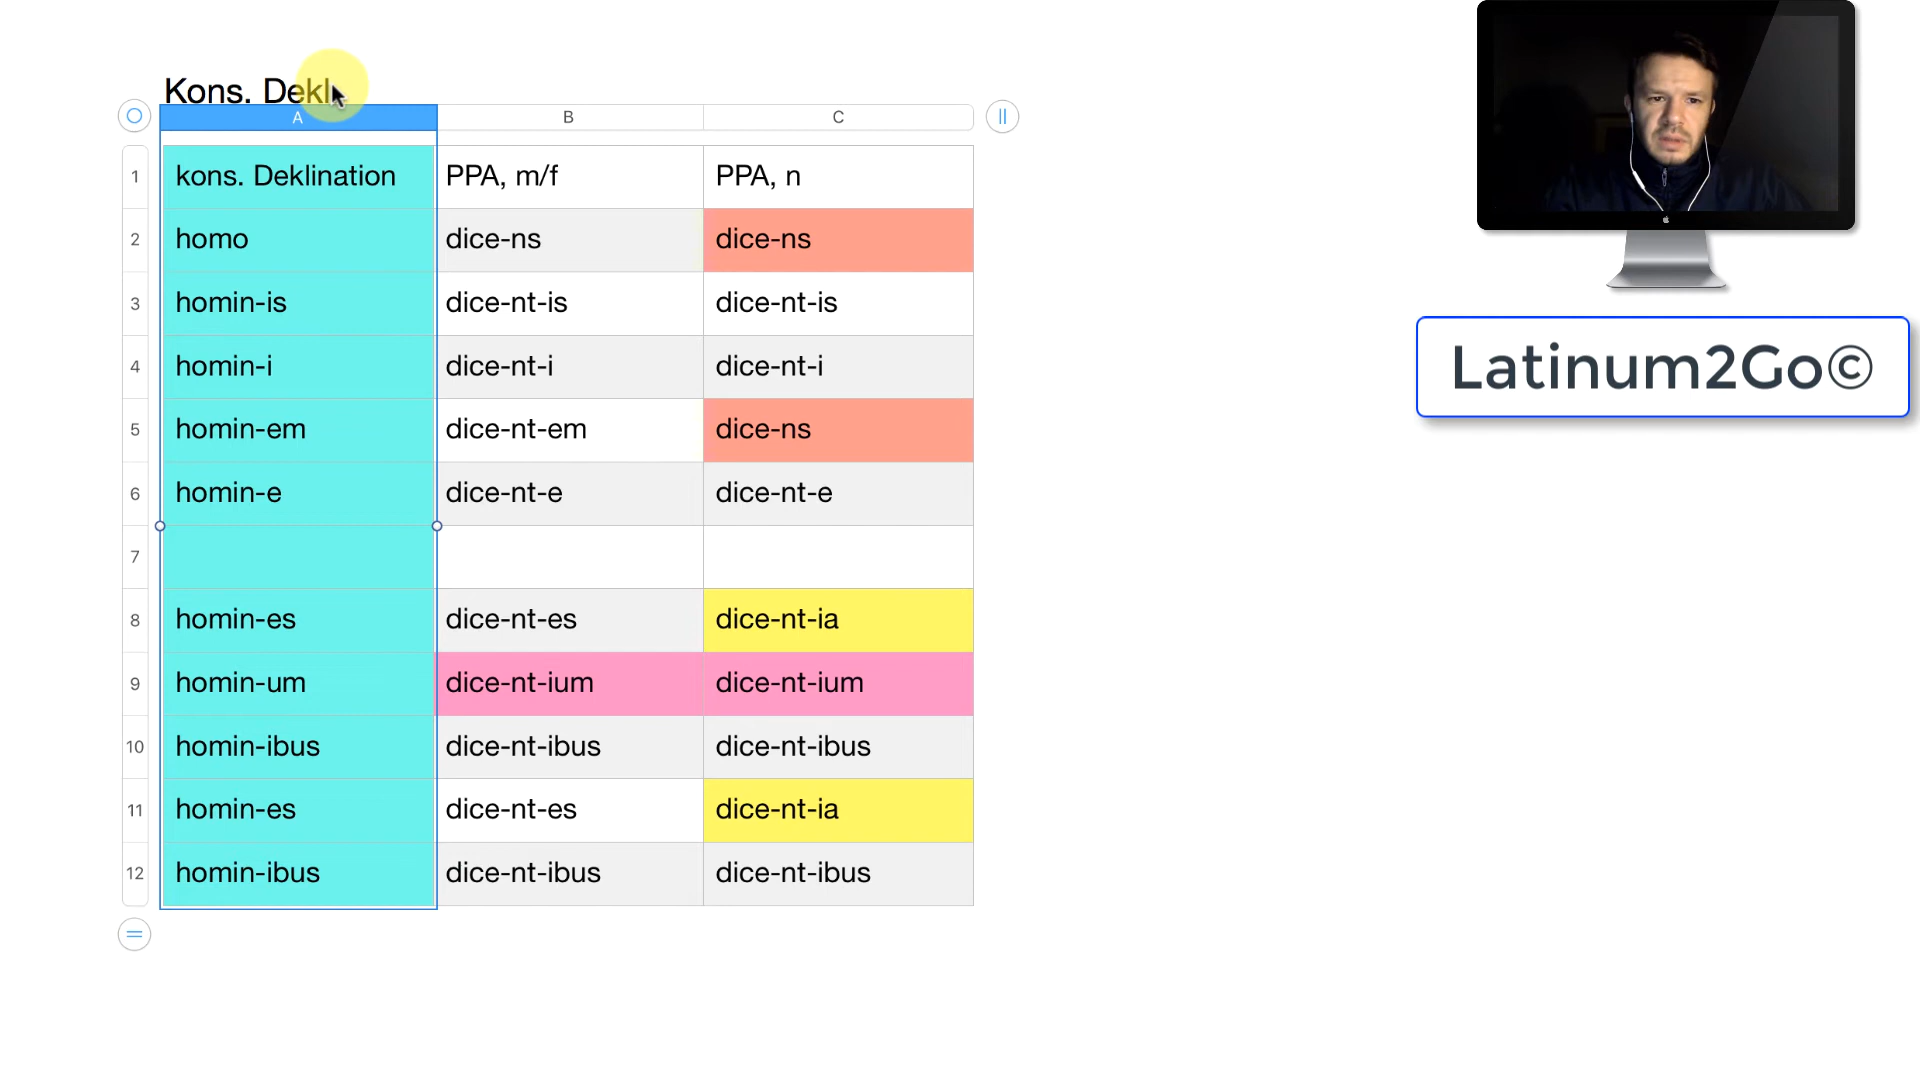 Kons. Dekl
A B C
1 kons. Deklination PPA, m/f PPA, n
2 homo dice-ns dice-ns
3 homin-is dice-nt-is dice-nt-is
4 homin-i dice-nt-i dice-nt-i
5 homin-em dice-nt-em dice-ns
6 homin-e dice-nt-e dice-nt-e
7
8 homin-es dice-nt-es dice-nt-ia
9 homin-um dice-nt-ium dice-nt-ium
10 homin-ibus dice-nt-ibus dice-nt-ibus
11 homin-es dice-nt-es dice-nt-ia
12 homin-ibus dice-nt-ibus dice-nt-ibus
Latinum2Go©